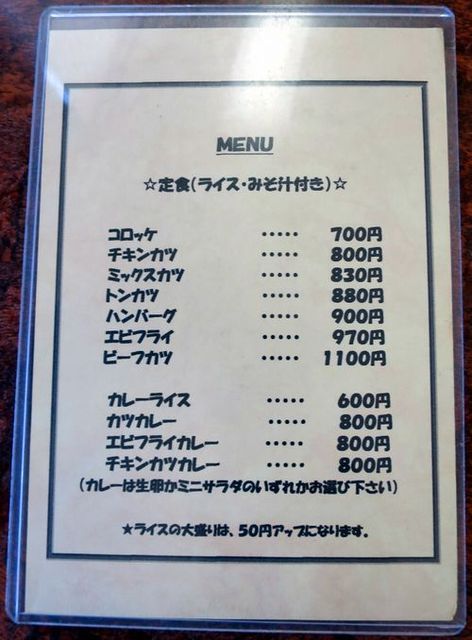 MENU
☆定食(ライス・みそ汁付き)☆
コロッケ ・・・・・ 700円
チキンカツ ・・・・・ 800円
ミックスカツ ・・・・・ 830円
トンカツ ・・・・・ 880円
ハンバーグ ・・・・・ 900円
エビフライ ・・・・・ 970円
ビーフカツ ・・・・・ 1100円
カレーライス ・・・・・ 600円
カツカレー ・・・・・ 800円
エビフライカレー ・・・・・ 800円
チキンカツカレー ・・・・・ 800円
(カレーは生卵かミニサラダのいずれかお選び下さい)
★ライスの大盛りは、50円アップになります。